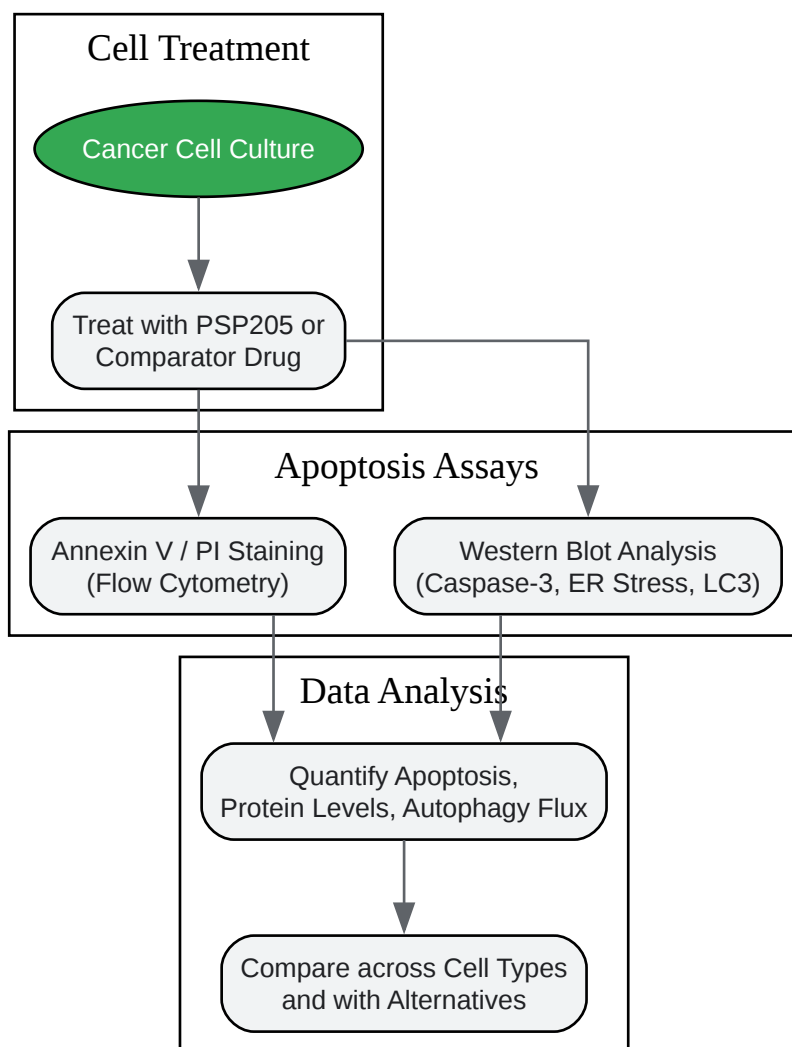 Cell Treatment
Cancer Cell Culture
Treat with PSP205 or
Comparator Drug
Apoptosis Assays
Annexin V / PI Staining
(Flow Cytometry)
Western Blot Analysis
(Caspase-3, ER Stress, LC3)
Data Analysis
Quantify Apoptosis,
Protein Levels, Autophagy Flux
Compare across Cell Types
and with Alternatives